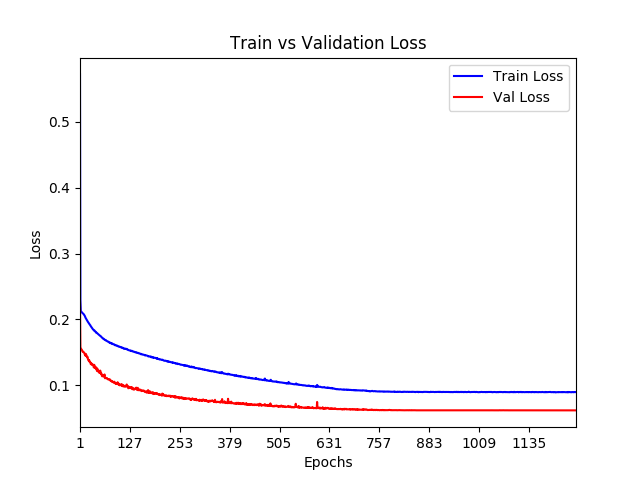 Train vs Validation Loss
Train Loss
Val Loss
0.5
0.4
0.3
0.2
0.1
Loss
1 127 253 379 505 631 757 883 1009 1135
Epochs